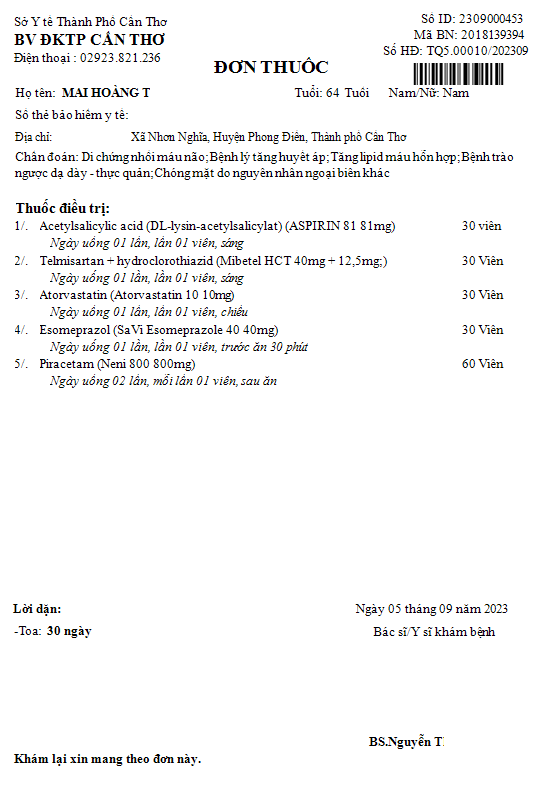 Sở Y tế Thành Phố Cần Thơ
Số ID: 2309000453
BV ĐKTP CẦN THƠ
Mã BN: 2018139394
Điện thoại : 02923.821.236
Số HĐ: TQ5.00010/202309
ĐƠN THUỐC
Họ tên: MAI HOÀNG T Tuổi: 64 Tuổi Nam/Nữ: Nam
Số thẻ bảo hiểm y tế:
Địa chỉ: Xã Nhơn Nghĩa, Huyện Phong Điền, Thành phố Cần Thơ
Chẩn đoán: Di chứng nhồi máu não;Bệnh lý tăng huyết áp;Tăng lipid máu hỗn hợp;Bệnh trào
ngược dạ dày - thực quản;Chóng mặt do nguyên nhân ngoại biên khác
Thuốc điều trị:
1/. Acetylsalicylic acid (DL-lysin-acetylsalicylat) (ASPIRIN 81 81mg) 30 viên
Ngày uống 01 lần, lần 01 viên, sáng
2/. Telmisartan + hydroclorothiazid (Mibetel HCT 40mg + 12,5mg;) 30 Viên
Ngày uống 01 lần, lần 01 viên, sáng
3/. Atorvastatin (Atorvastatin 10 10mg) 30 Viên
Ngày uống 01 lần, lần 01 viên, chiều
4/. Esomeprazol (SaVi Esomeprazole 40 40mg) 30 Viên
Ngày uống 01 lần, lần 01 viên, trước ăn 30 phút
5/. Piracetam (Neni 800 800mg) 60 Viên
Ngày uống 02 lần, mỗi lần 01 viên, sau ăn
Lời dặn:
Ngày 05 tháng 09 năm 2023
-Toa: 30 ngày
Bác sĩ/Y sĩ khám bệnh
BS.Nguyễn T
Khám lại xin mang theo đơn này.